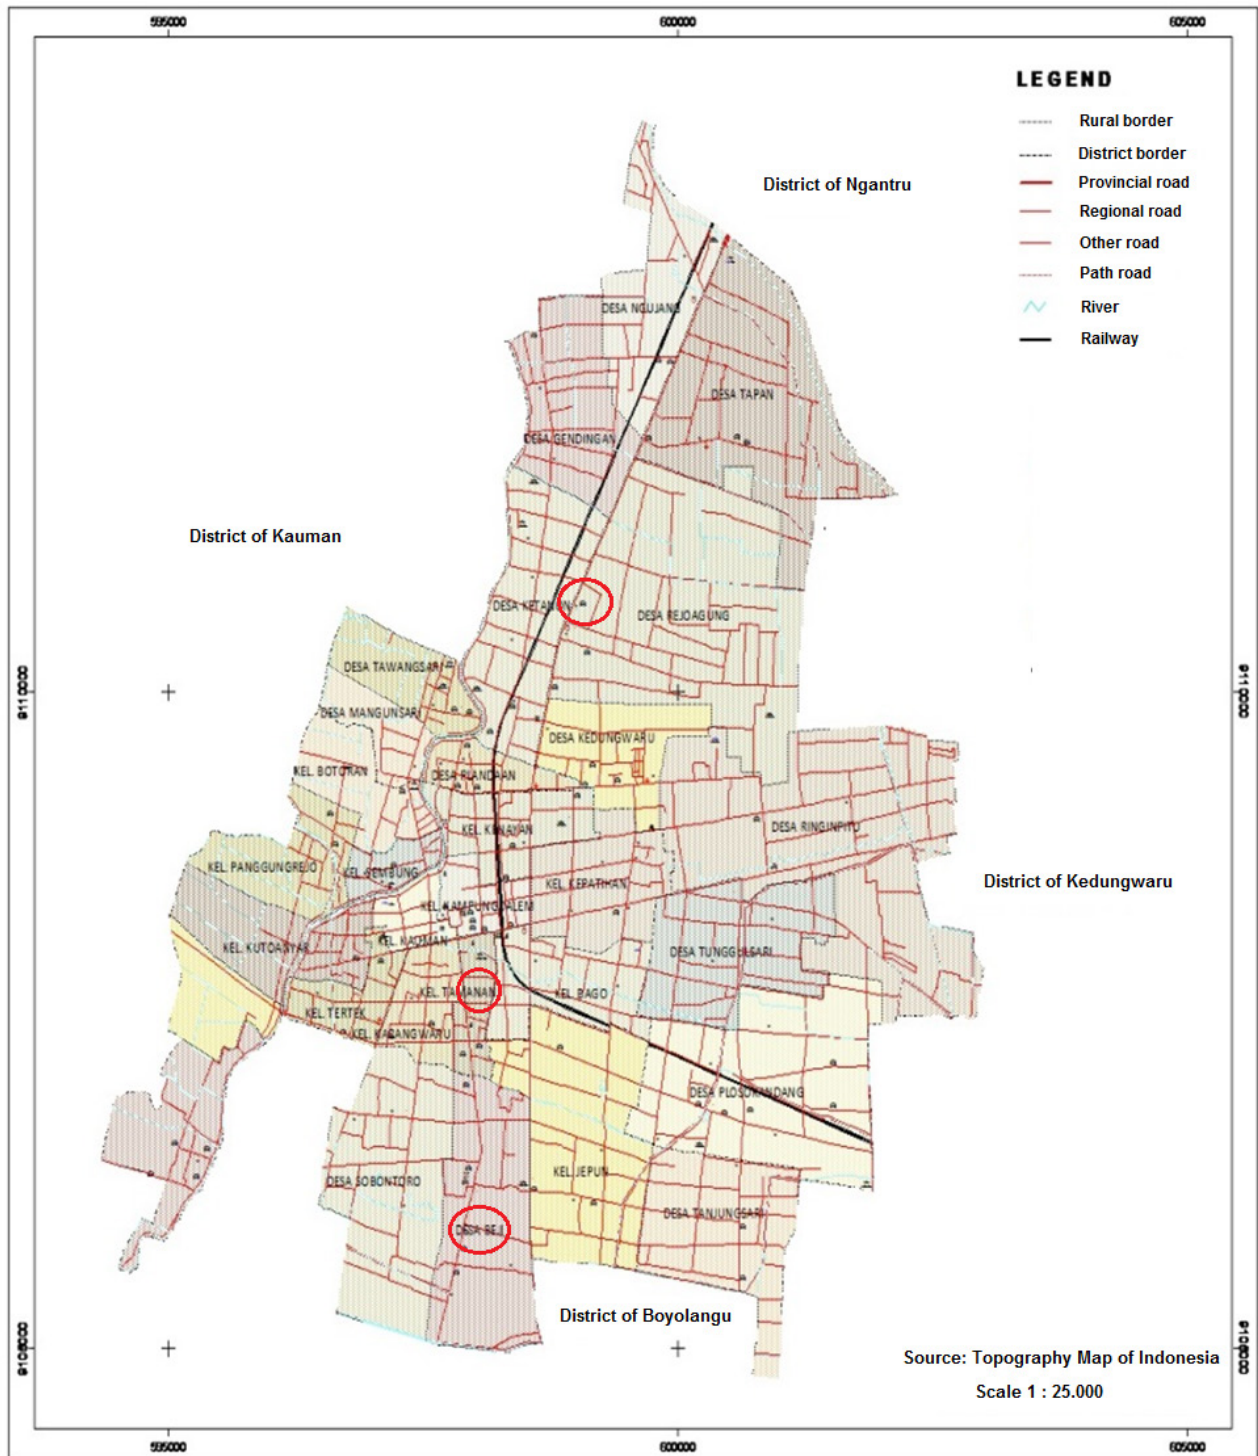 595000 600000 605000
LEGEND
Rural border
District border
Provincial road
Regional road
Other road
Path road
River
Railway
District of Ngantru
DESA NGUJANG
DESA TAPAN
DESA GENDINGAN
District of Kauman
DESA KETANON
DESA REJOAGUNG
DESA TAWANGSARI
9110000 9110000
DESA MANGUNSARI
DESA KEDUNGWARU
KEL. BOTORAN
DESA PLANDAAN
KEL. KENAYAN
DESA RINGINPITU
KEL. PANGGUNGREJO
KEL. SEMBUNG
KEL. KEPATIHAN
District of Kedungwaru
KEL. KAMPUNGDALEM
KEL. KAUMAN
KEL. KUTOANYAR
DESA TUNGGULSARI
KEL. TAMANAN
KEL. BAGO
KEL. TERTEK
KEL. KARANGWARU
DESA PLOSOKANDANG
KEL. JEPUN
DESA SOBONTORO
DESA TANJUNGSARI
DESA BEJI
District of Boyolangu
Source: Topography Map of Indonesia
Scale 1 : 25.000
595000 600000 605000